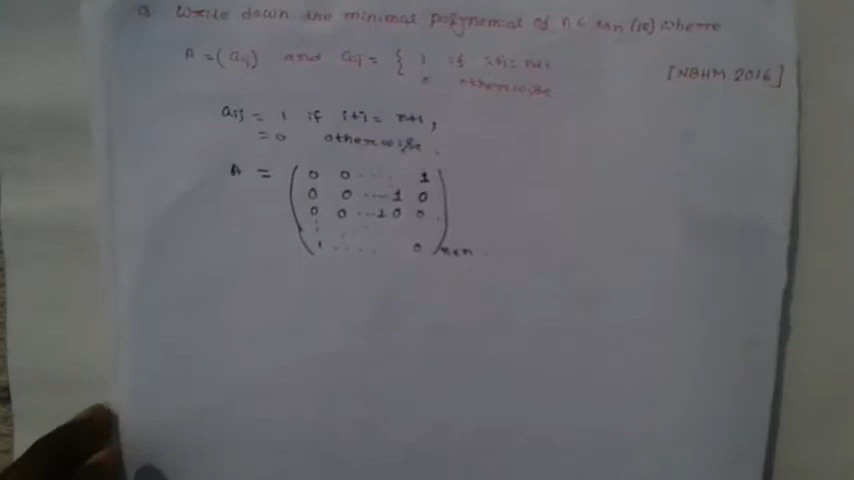 Q. Write down the minimal polynomial of A ∈ Mn (IR) where
A = (aij) and aij = { 1 if i+j = n+1
0 otherwise
[NBHM 2016]
aij = 1 if i+j = n+1,
= 0 otherwise.
A = ( 0 0 ... 1
0 0 ... 1 0
0 0 ... 1 0 0
1 .... 0 ) n×n